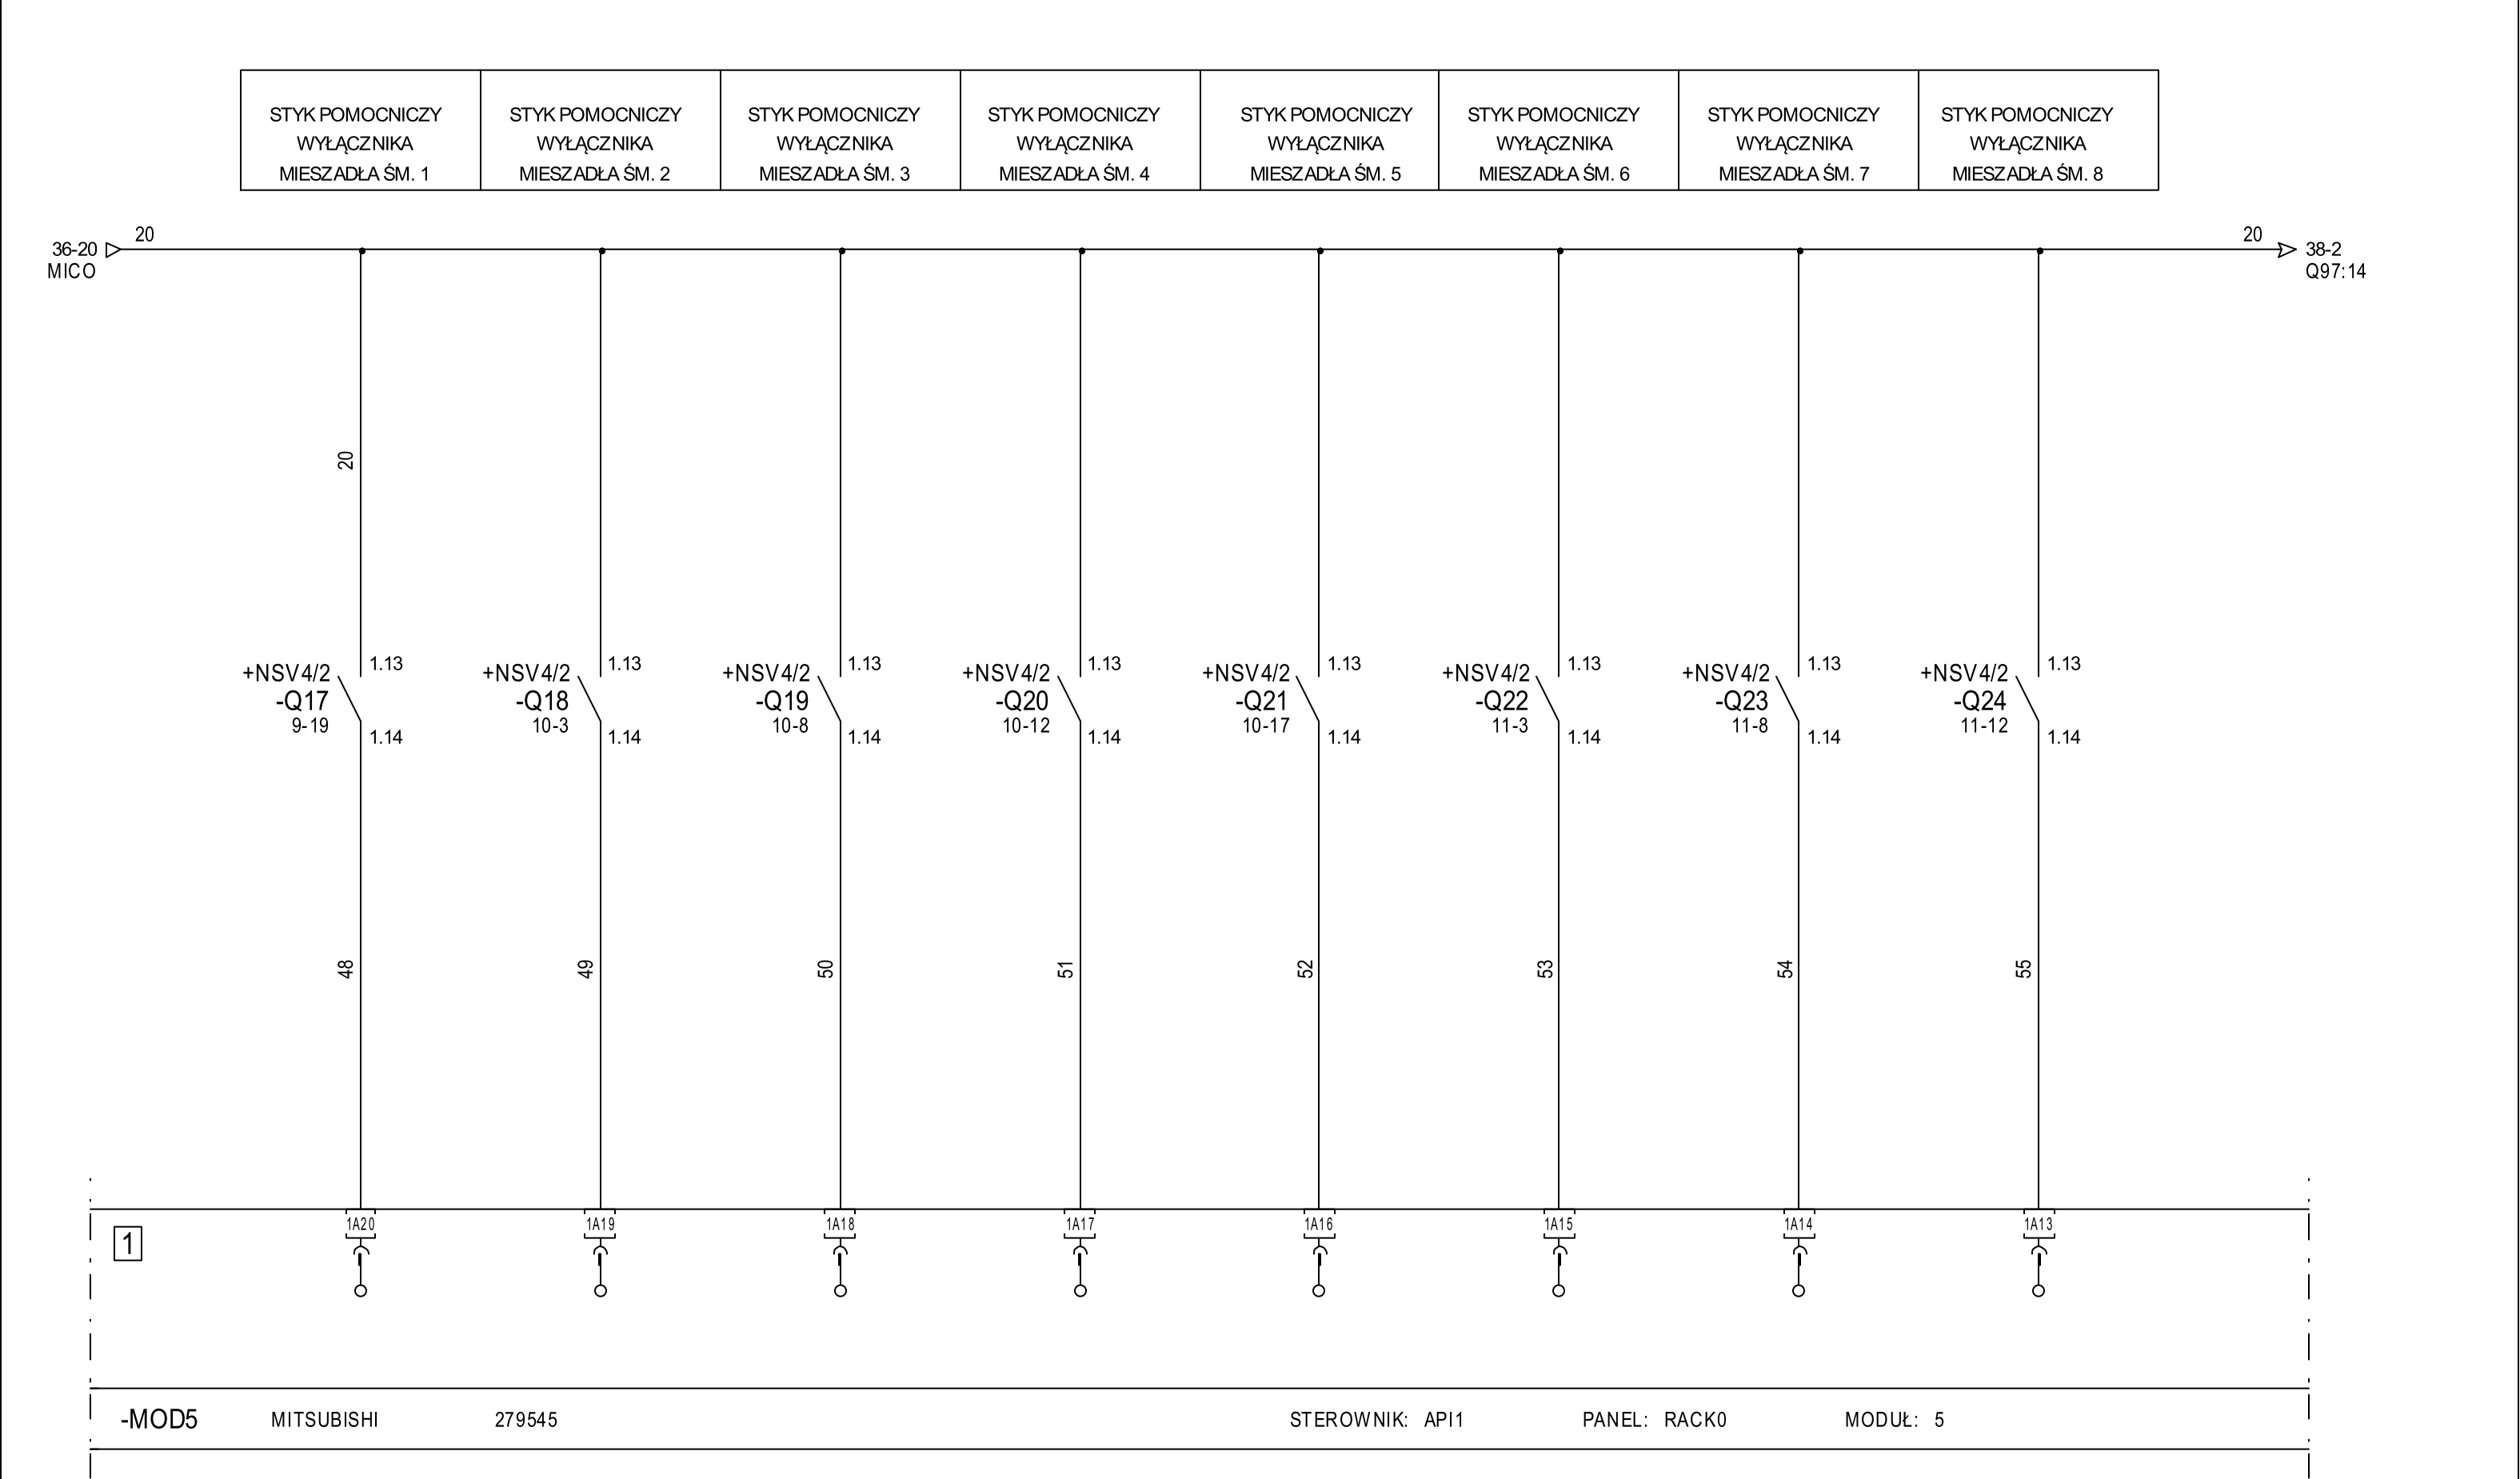 STYK POMOCNICZY
WYŁĄCZNIKA
MIESZADŁA ŚM. 1
STYK POMOCNICZY
WYŁĄCZNIKA
MIESZADŁA ŚM. 2
STYK POMOCNICZY
WYŁĄCZNIKA
MIESZADŁA ŚM. 3
STYK POMOCNICZY
WYŁĄCZNIKA
MIESZADŁA ŚM. 4
STYK POMOCNICZY
WYŁĄCZNIKA
MIESZADŁA ŚM. 5
STYK POMOCNICZY
WYŁĄCZNIKA
MIESZADŁA ŚM. 6
STYK POMOCNICZY
WYŁĄCZNIKA
MIESZADŁA ŚM. 7
STYK POMOCNICZY
WYŁĄCZNIKA
MIESZADŁA ŚM. 8
36-20
MICO
20
20
38-2
Q97:14
20
+NSV4/2
-Q17
9-19
1.13
1.14
+NSV4/2
-Q18
10-3
1.13
1.14
+NSV4/2
-Q19
10-8
1.13
1.14
+NSV4/2
-Q20
10-12
1.13
1.14
+NSV4/2
-Q21
10-17
1.13
1.14
+NSV4/2
-Q22
11-3
1.13
1.14
+NSV4/2
-Q23
11-8
1.13
1.14
+NSV4/2
-Q24
11-12
1.13
1.14
48
49
50
51
52
53
54
55
1
1A20
1A19
1A18
1A17
1A16
1A15
1A14
1A13
-MOD5 MITSUBISHI 279545 STEROWNIK: API1 PANEL: RACK0 MODUŁ: 5